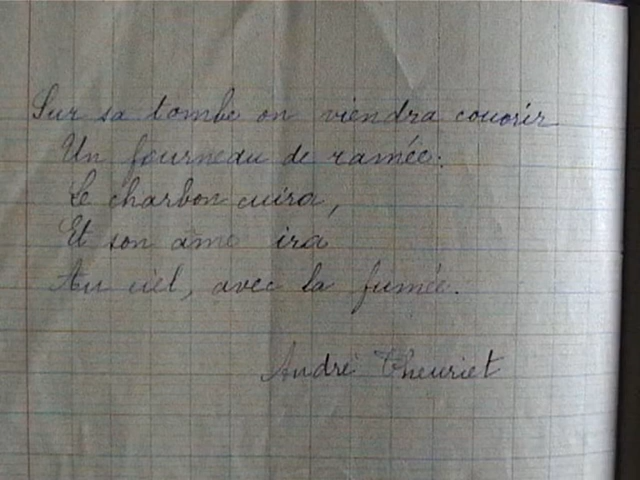 Sur sa tombe on viendra couvrir
Un fourneau de ramée:
Le charbon cuira,
Et son âme ira
Au ciel, avec la fumée.
André Theuriet